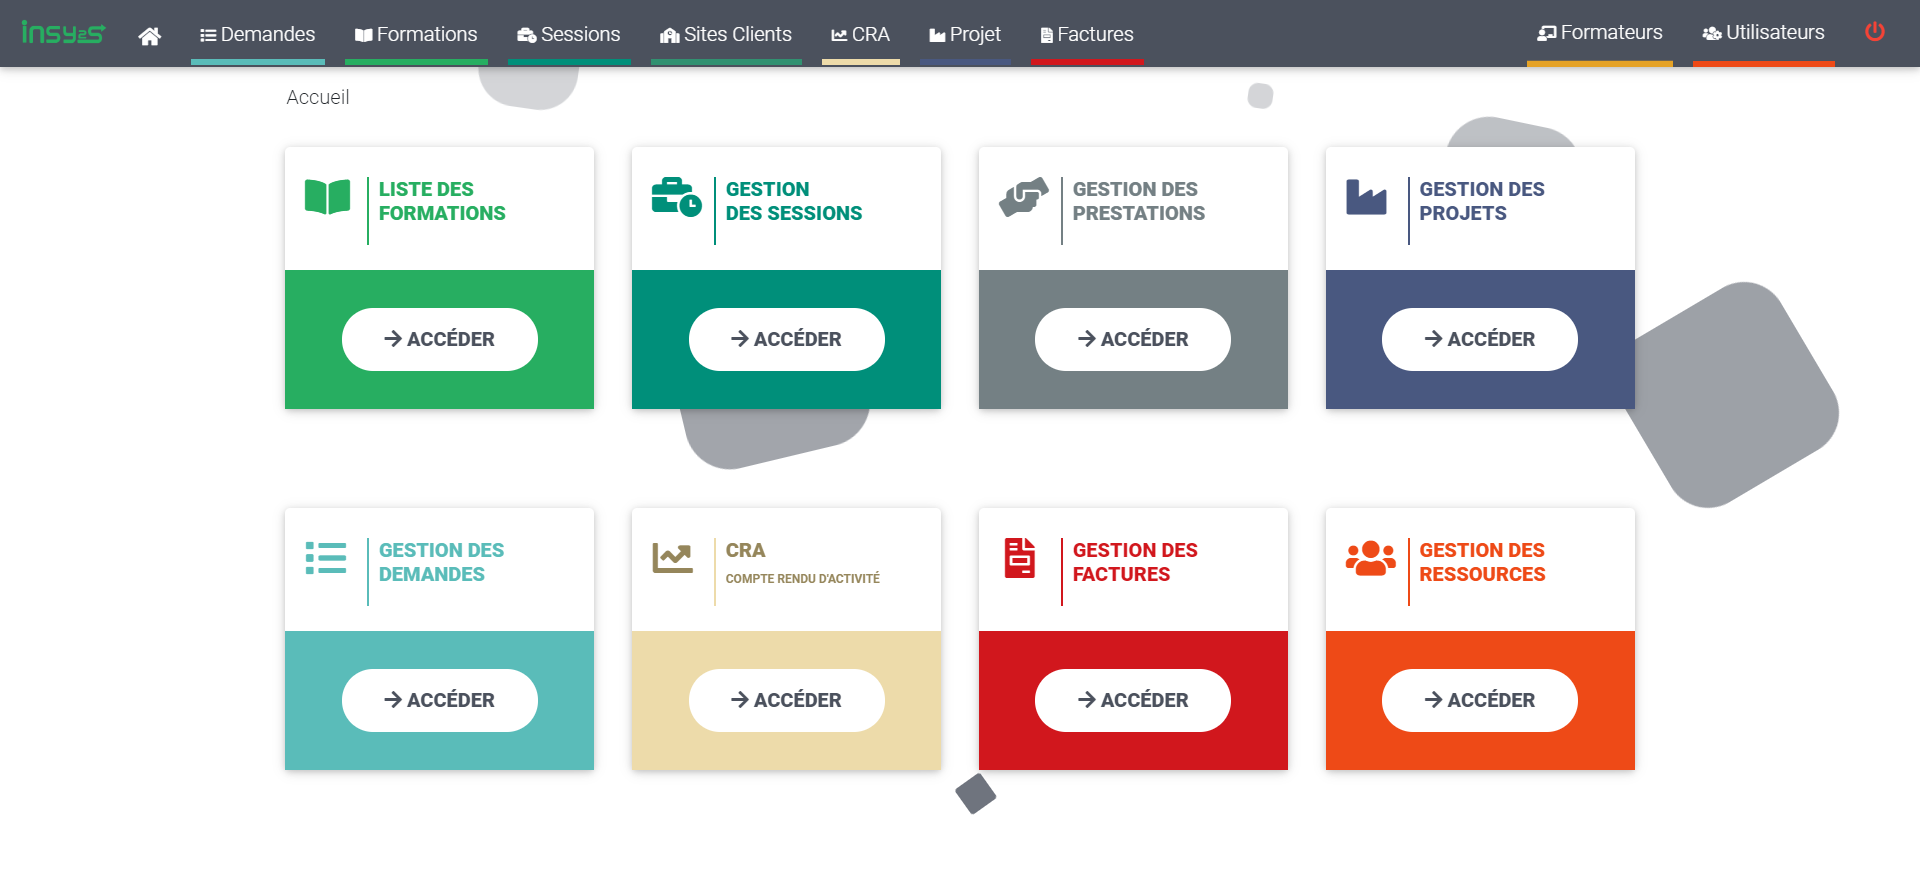 insy2s
Demandes
Formations
Sessions
Sites Clients
CRA
Projet
Factures
Formateurs
Utilisateurs
Accueil
LISTE DES
FORMATIONS
ACCÉDER
GESTION
DES SESSIONS
ACCÉDER
GESTION DES
PRESTATIONS
ACCÉDER
GESTION DES
PROJETS
ACCÉDER
GESTION DES
DEMANDES
ACCÉDER
CRA
COMPTE RENDU D'ACTIVITÉ
ACCÉDER
GESTION DES
FACTURES
ACCÉDER
GESTION DES
RESSOURCES
ACCÉDER